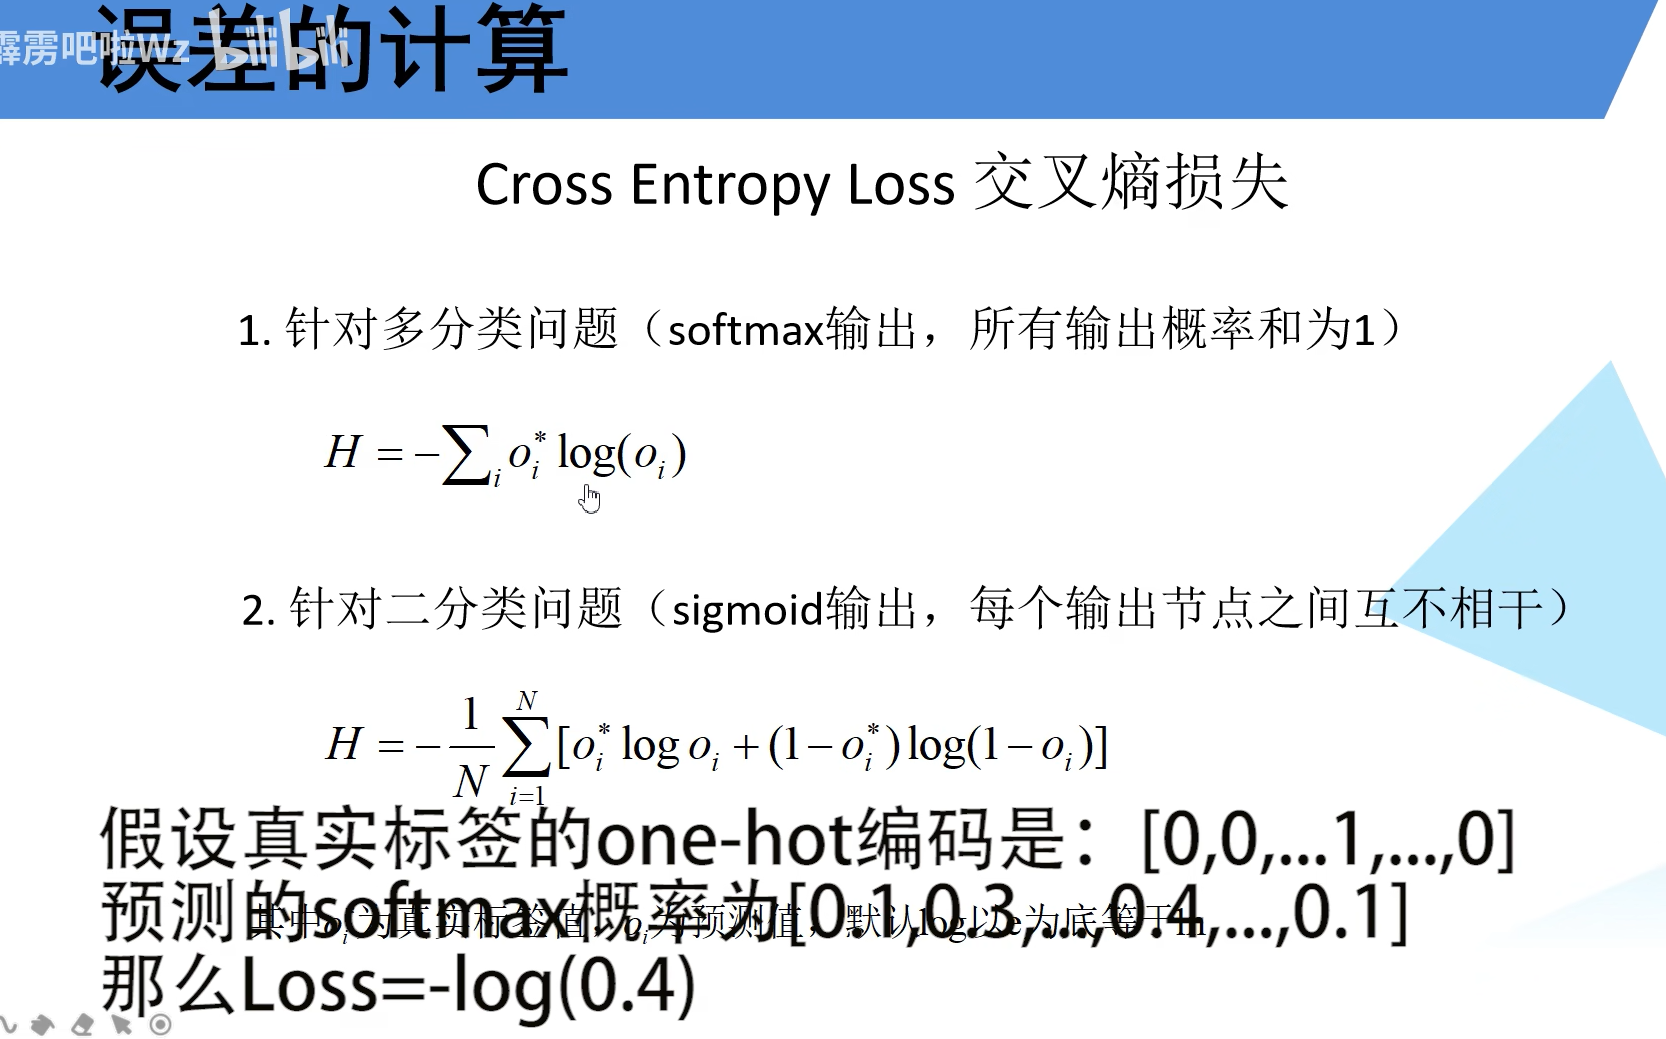 误差的计算
霹雳吧啦Wz bilibili
Cross Entropy Loss 交叉熵损失
1. 针对多分类问题（softmax输出，所有输出概率和为1）
H = -∑_i o_i^* log(o_i)
2. 针对二分类问题（sigmoid输出，每个输出节点之间互不相干）
H = -\frac{1}{N} ∑_{i=1}^{N} [o_i^* log o_i + (1-o_i^*) log(1-o_i)]
假设真实标签的one-hot编码是：[0,0,...1,...,0]
预测的softmax概率为[0.1,0.3,...,0.4,...,0.1]
其中o_i^*为真实标签值，o_i为预测值，默认log以e为底等于ln
那么Loss=-log(0.4)